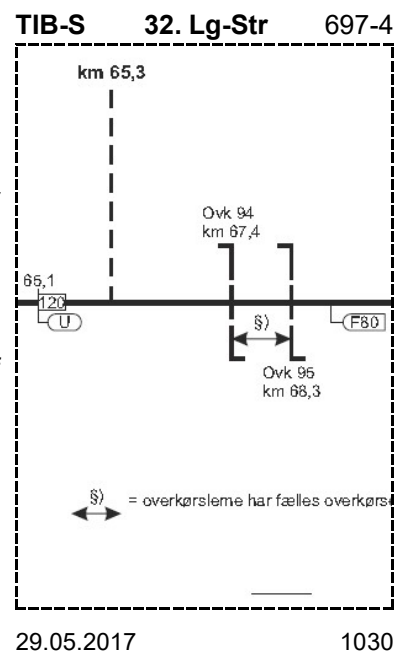 TIB-S 32. Lg-Str 697-4
km 65,3
Ovk 94
km 67,4
65,1
120
U
§)
F80
Ovk 95
km 68,3
§) = overkørslerne har fælles overkørs
29.05.2017 1030